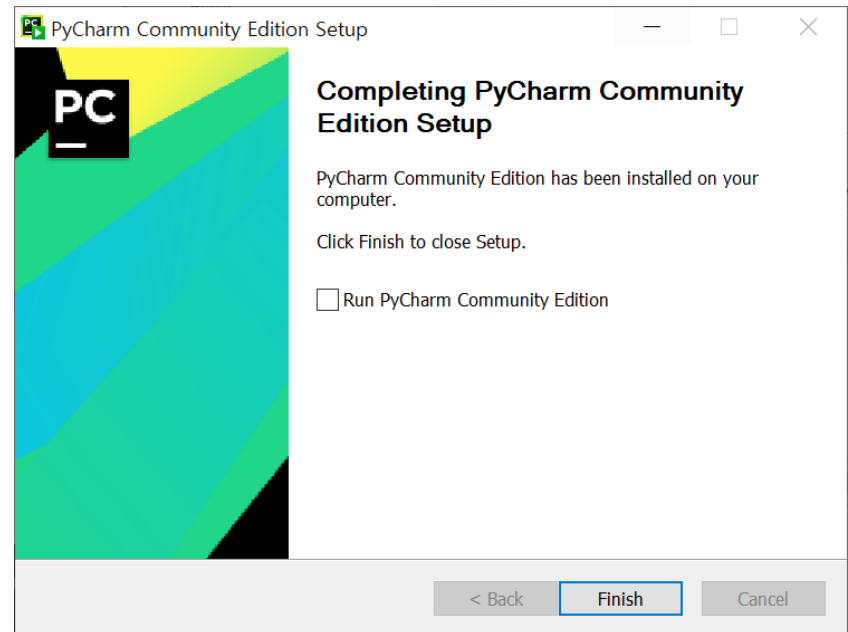 PyCharm Community Edition Setup
PC
Completing PyCharm Community
Edition Setup
PyCharm Community Edition has been installed on your
computer.
Click Finish to close Setup.
Run PyCharm Community Edition
< Back
Finish
Cancel